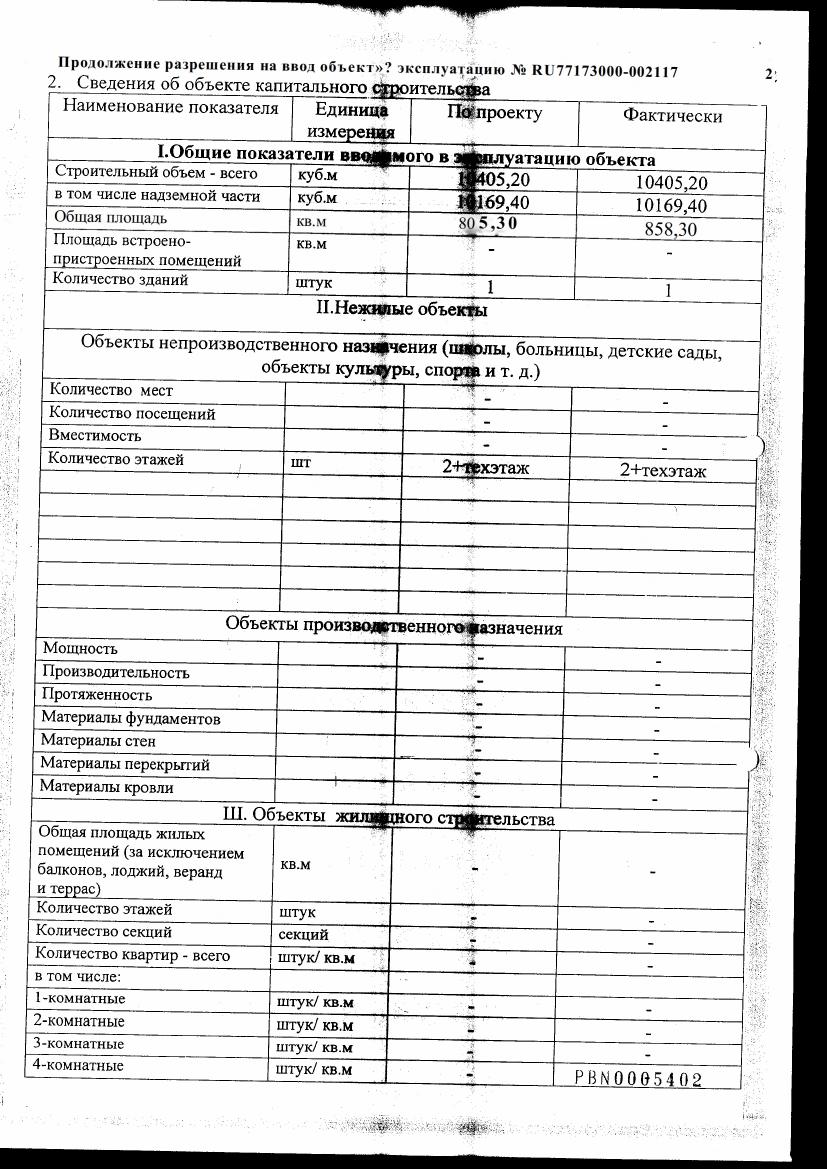 Продолжение разрешения на ввод объект»? эксплуатацию № RU77173000-002117 2
2. Сведения об объекте капитального строительства
Наименование показателя Единица измерения По проекту Фактически
I.Общие показатели вводимого в эксплуатацию объекта
Строительный объем - всего куб.м 10405,20 10405,20
в том числе надземной части куб.м 10169,40 10169,40
Общая площадь кв.м 805,30 858,30
Площадь встроено-
пристроенных помещений кв.м - -
Количество зданий штук 1 1
II.Нежилые объекты
Объекты непроизводственного назначения (школы, больницы, детские сады,
объекты культуры, спорта и т. д.)
Количество мест - -
Количество посещений - -
Вместимость - -
Количество этажей шт 2+техэтаж 2+техэтаж
Объекты производственного назначения
Мощность - -
Производительность - -
Протяженность - -
Материалы фундаментов - -
Материалы стен - -
Материалы перекрытий - -
Материалы кровли - -
III. Объекты жилищного строительства
Общая площадь жилых
помещений (за исключением
балконов, лоджий, веранд
и террас) кв.м - -
Количество этажей штук - -
Количество секций секций - -
Количество квартир - всего штук/ кв.м - -
в том числе:
1-комнатные штук/ кв.м - -
2-комнатные штук/ кв.м - -
3-комнатные штук/ кв.м - -
4-комнатные штук/ кв.м -
PBN0005402